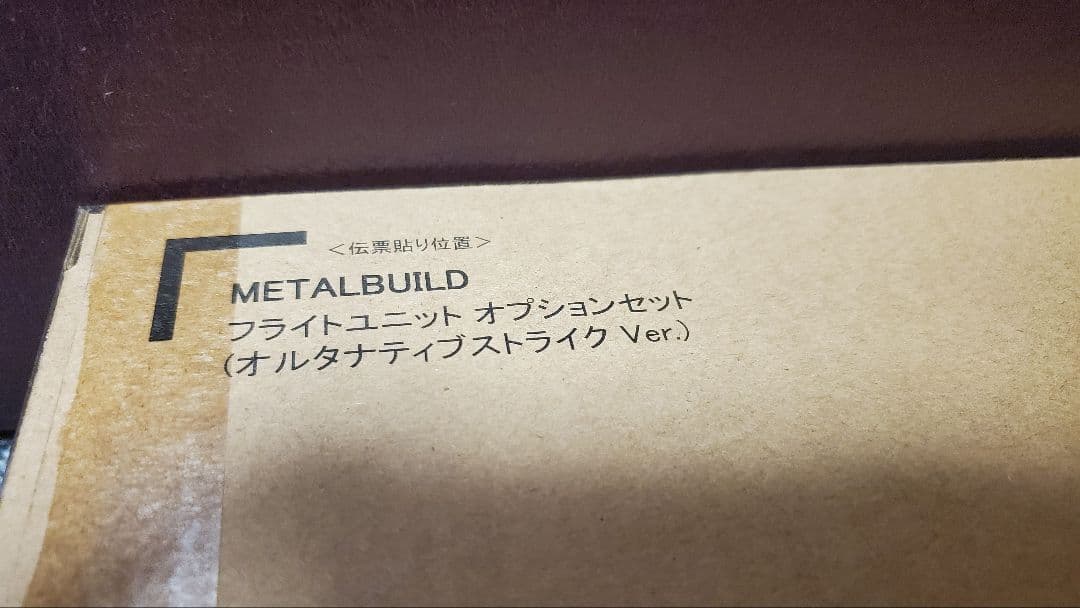 ＜伝票貼り位置＞
METALBUILD
フライトユニット オプションセット
(オルタナティブストライク Ver.)